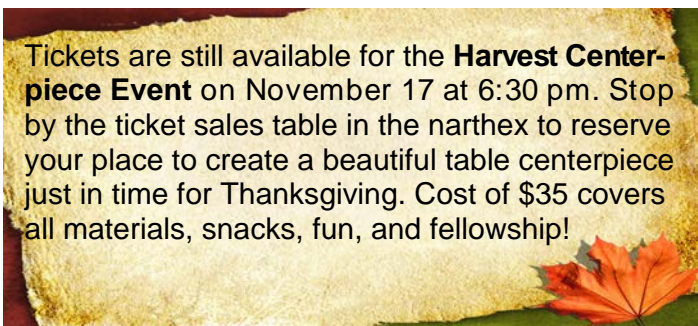 Tickets are still available for the Harvest Center-
piece Event on November 17 at 6:30 pm. Stop
by the ticket sales table in the narthex to reserve
your place to create a beautiful table centerpiece
just in time for Thanksgiving. Cost of $35 covers
all materials, snacks, fun, and fellowship!